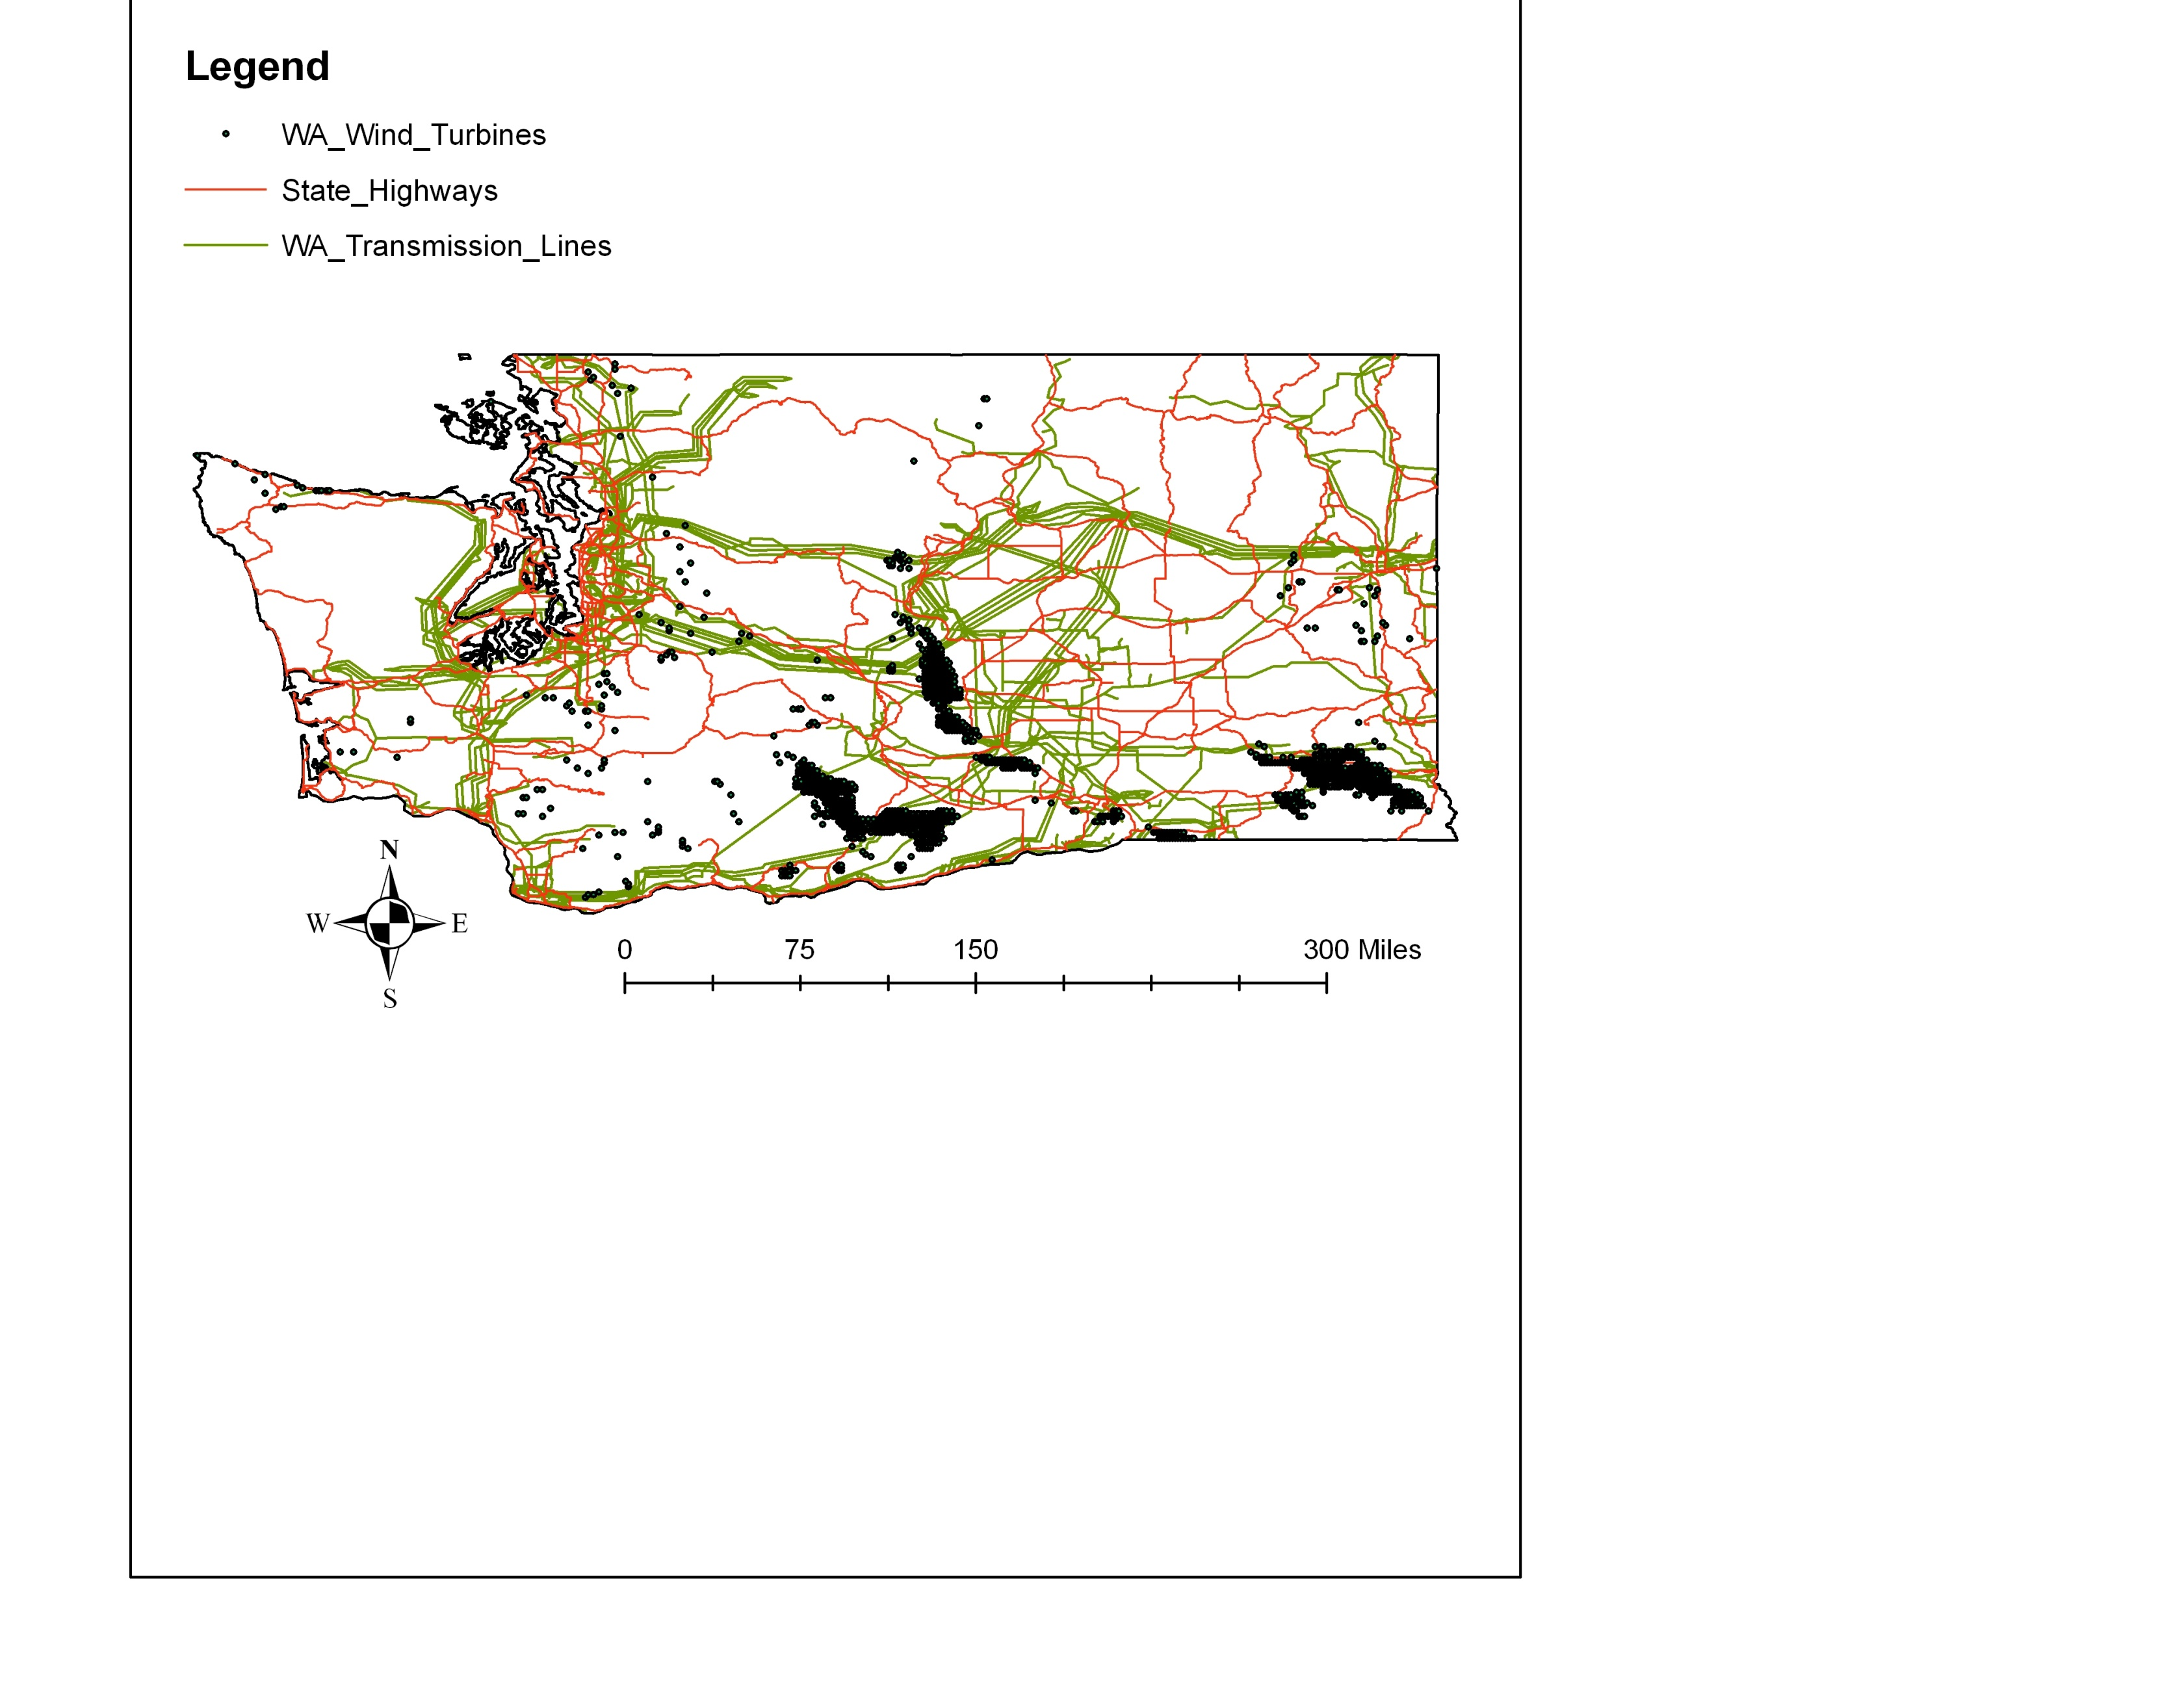 Legend
WA_Wind_Turbines
State_Highways
WA_Transmission_Lines
N
W E
S
0 75 150 300 Miles